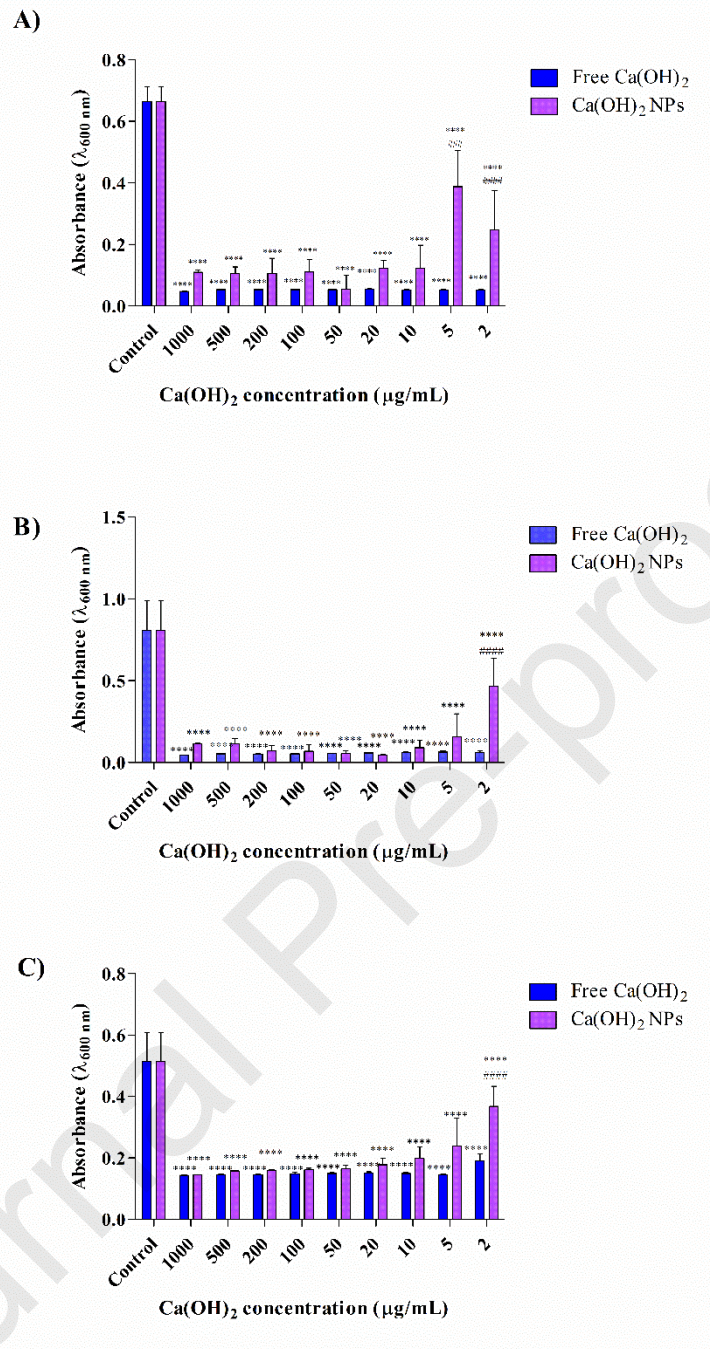 A)
0.8
0.6
0.4
0.2
0.0
Absorbance (λ600 nm)
Free Ca(OH)2
Ca(OH)2 NPs
**** **** **** **** **** **** **** **** **** **** **** **** **** **** **** ## **** **** ####
Control 1000 500 200 100 50 20 10 5 2
Ca(OH)2 concentration (μg/mL)
B)
1.5
1.0
0.5
0.0
Absorbance (λ600 nm)
Free Ca(OH)2
Ca(OH)2 NPs
**** **** **** **** **** **** **** **** **** **** **** **** **** **** **** **** **** **** ####
Control 1000 500 200 100 50 20 10 5 2
Ca(OH)2 concentration (μg/mL)
C)
0.8
0.6
0.4
0.2
0.0
Absorbance (λ600 nm)
Free Ca(OH)2
Ca(OH)2 NPs
**** **** **** **** **** **** **** **** **** **** **** **** **** **** **** **** **** **** ####
Control 1000 500 200 100 50 20 10 5 2
Ca(OH)2 concentration (μg/mL)
rnal Pre-proo